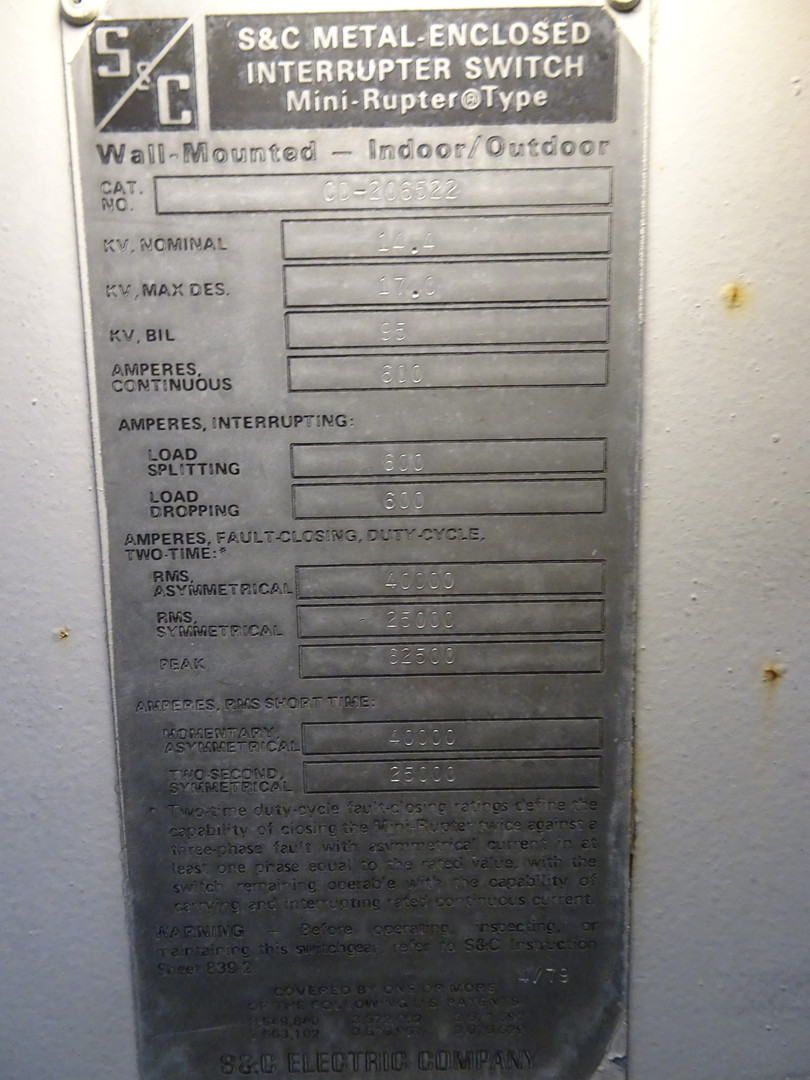 S&C
S&C METAL-ENCLOSED
INTERRUPTER SWITCH
Mini-Rupter®Type
Wall-Mounted – Indoor/Outdoor
CAT. NO. CD-206522
KV, NOMINAL 14.4
KV, MAX DES. 17.0
KV, BIL 95
AMPERES, CONTINUOUS 600
AMPERES, INTERRUPTING:
LOAD SPLITTING 600
LOAD DROPPING 600
AMPERES, FAULT-CLOSING, DUTY-CYCLE,
TWO-TIME:*
RMS, ASYMMETRICAL 40000
RMS, SYMMETRICAL 25000
PEAK 62500
AMPERES, RMS SHORT TIME:
MOMENTARY, ASYMMETRICAL 40000
TWO-SECOND, SYMMETRICAL 25000
* Two-time duty-cycle fault-closing ratings define the
capability of closing the Mini-Rupter twice against a
three-phase fault with asymmetrical current in at
least one phase equal to the rated value, with the
switch remaining operable with the capability of
carrying and interrupting rated continuous current.
WARNING – Before operating, inspecting, or
maintaining this switchgear, refer to S&C Instruction
Sheet 839-2
4/79
COVERED BY ONE OR MORE
OF THE FOLLOWING U.S. PATENTS
S&C ELECTRIC COMPANY